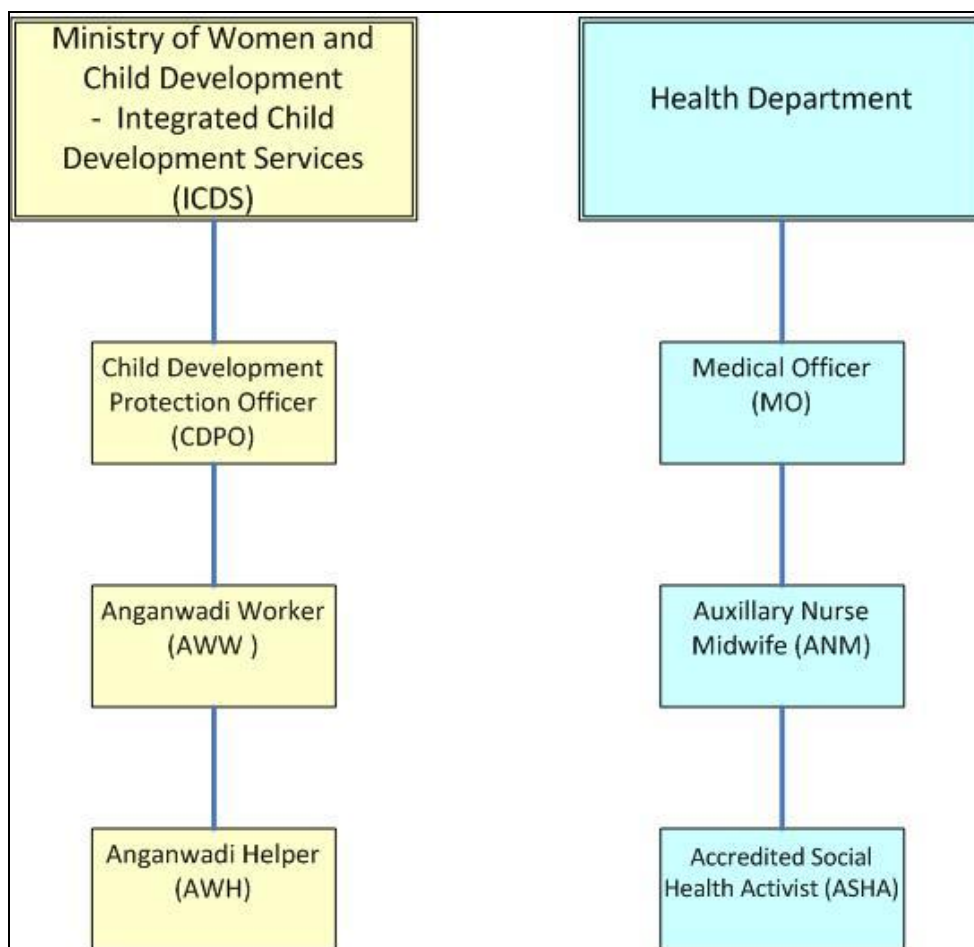 Ministry of Women and
Child Development
- Integrated Child
Development Services
(ICDS)
Health Department
Child Development
Protection Officer
(CDPO)
Medical Officer
(MO)
Anganwadi Worker
(AWW )
Auxillary Nurse
Midwife (ANM)
Anganwadi Helper
(AWH)
Accredited Social
Health Activist (ASHA)